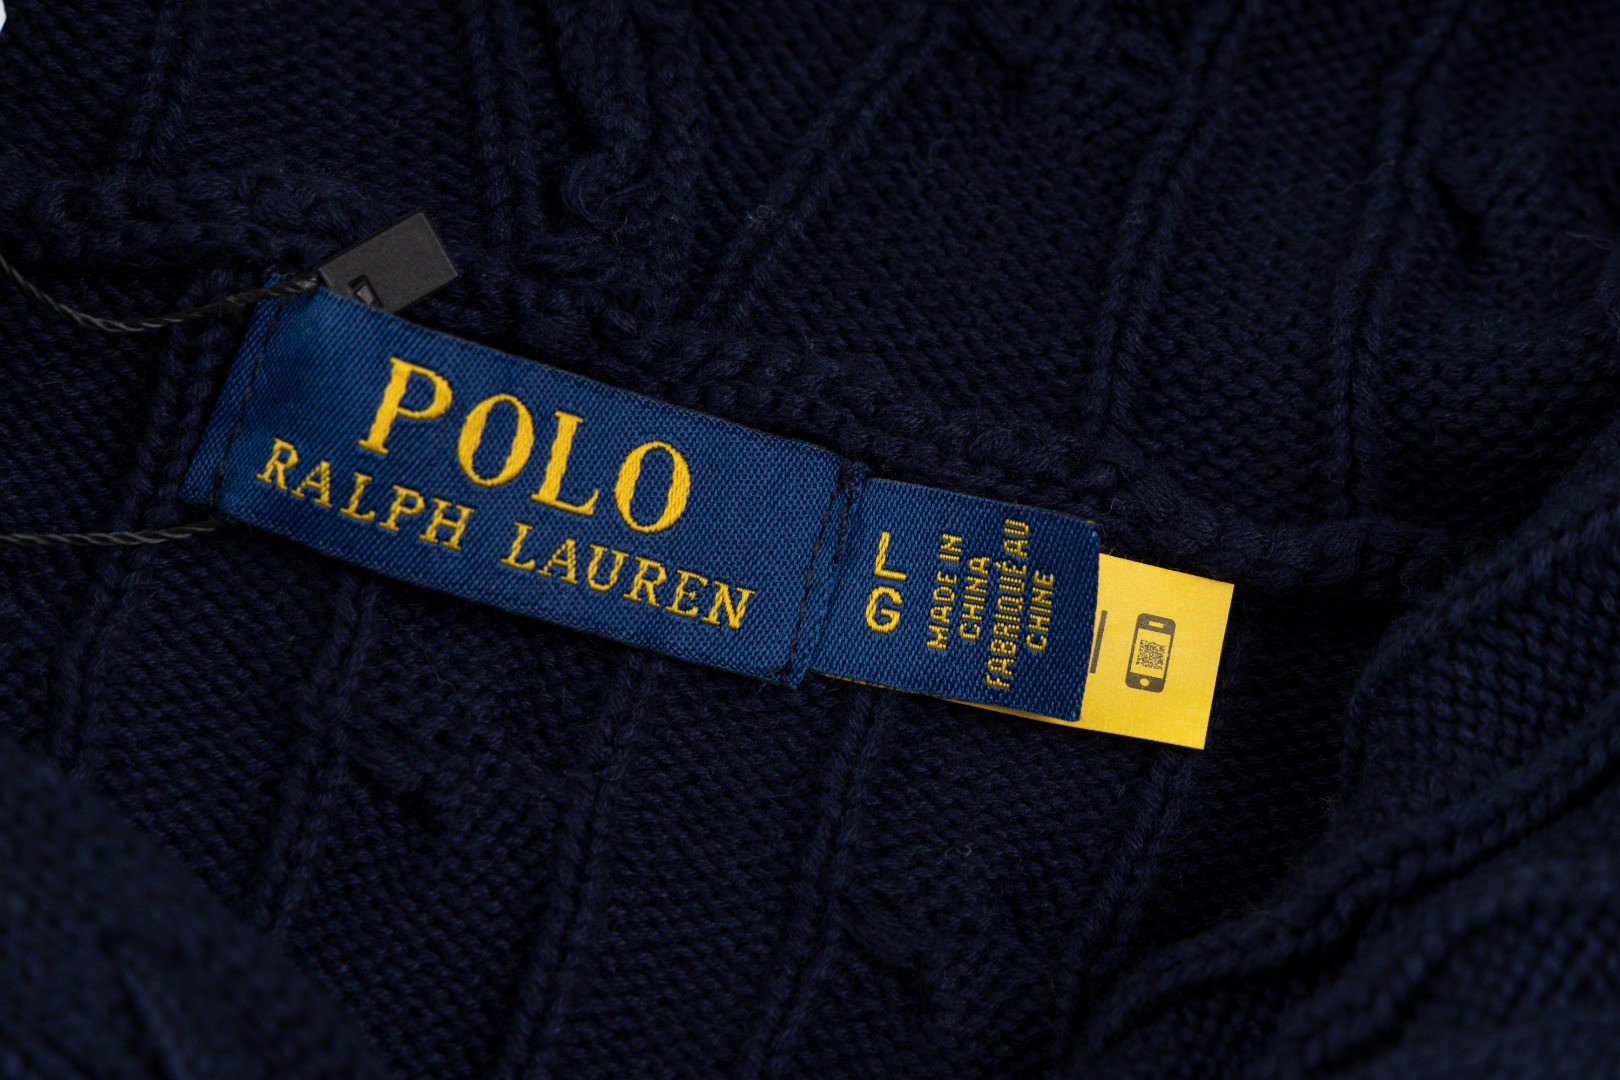 POLO
RALPH LAUREN
L
G
MADE IN
CHINA
FABRIQUÉ AU
CHINE